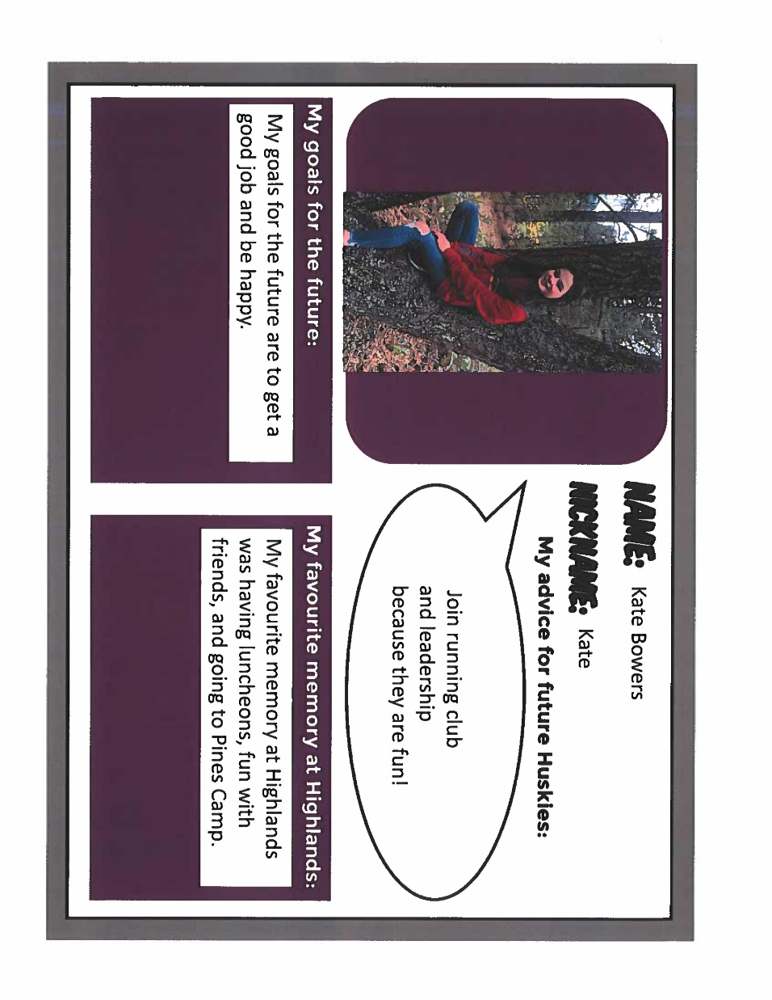 NAME: Kate Bowers
NICKNAME: Kate
My advice for future Huskies:
Join running club
and leadership
because they are fun!
My goals for the future:
My goals for the future are to get a
good job and be happy.
My favourite memory at Highlands:
My favourite memory at Highlands
was having luncheons, fun with
friends, and going to Pines Camp.